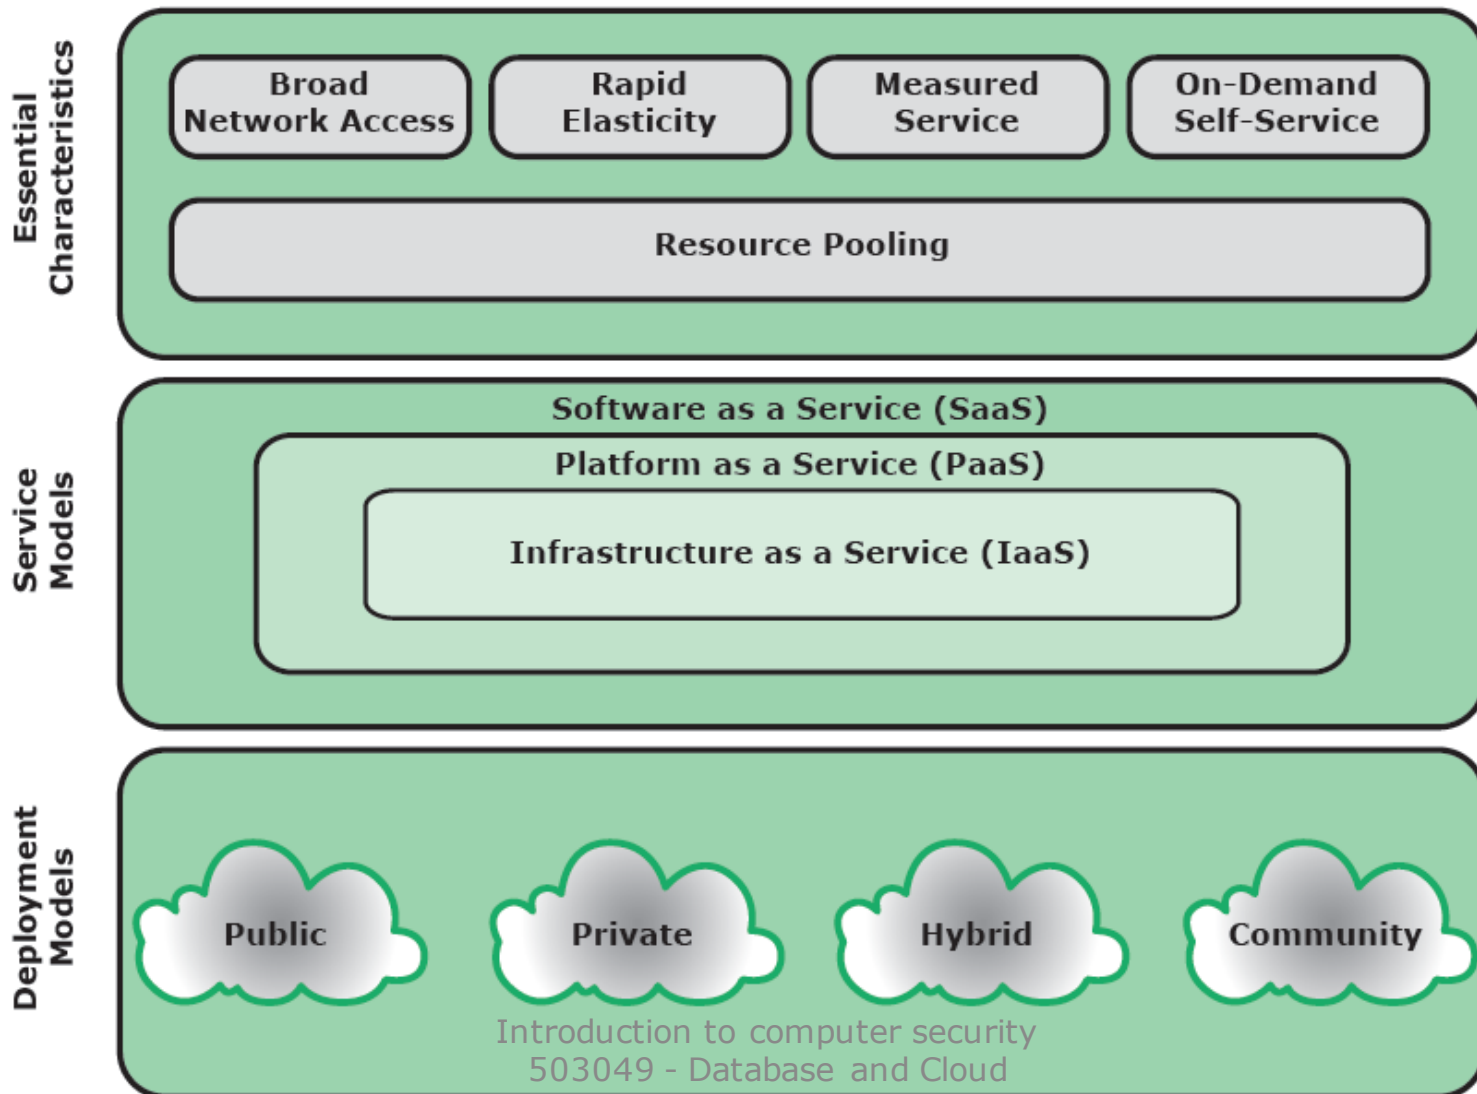 Essential
Characteristics
Broad
Network Access
Rapid
Elasticity
Measured
Service
On-Demand
Self-Service
Resource Pooling
Service
Models
Software as a Service (SaaS)
Platform as a Service (PaaS)
Infrastructure as a Service (IaaS)
Deployment
Models
Public
Private
Hybrid
Community
Introduction to computer security
503049 - Database and Cloud